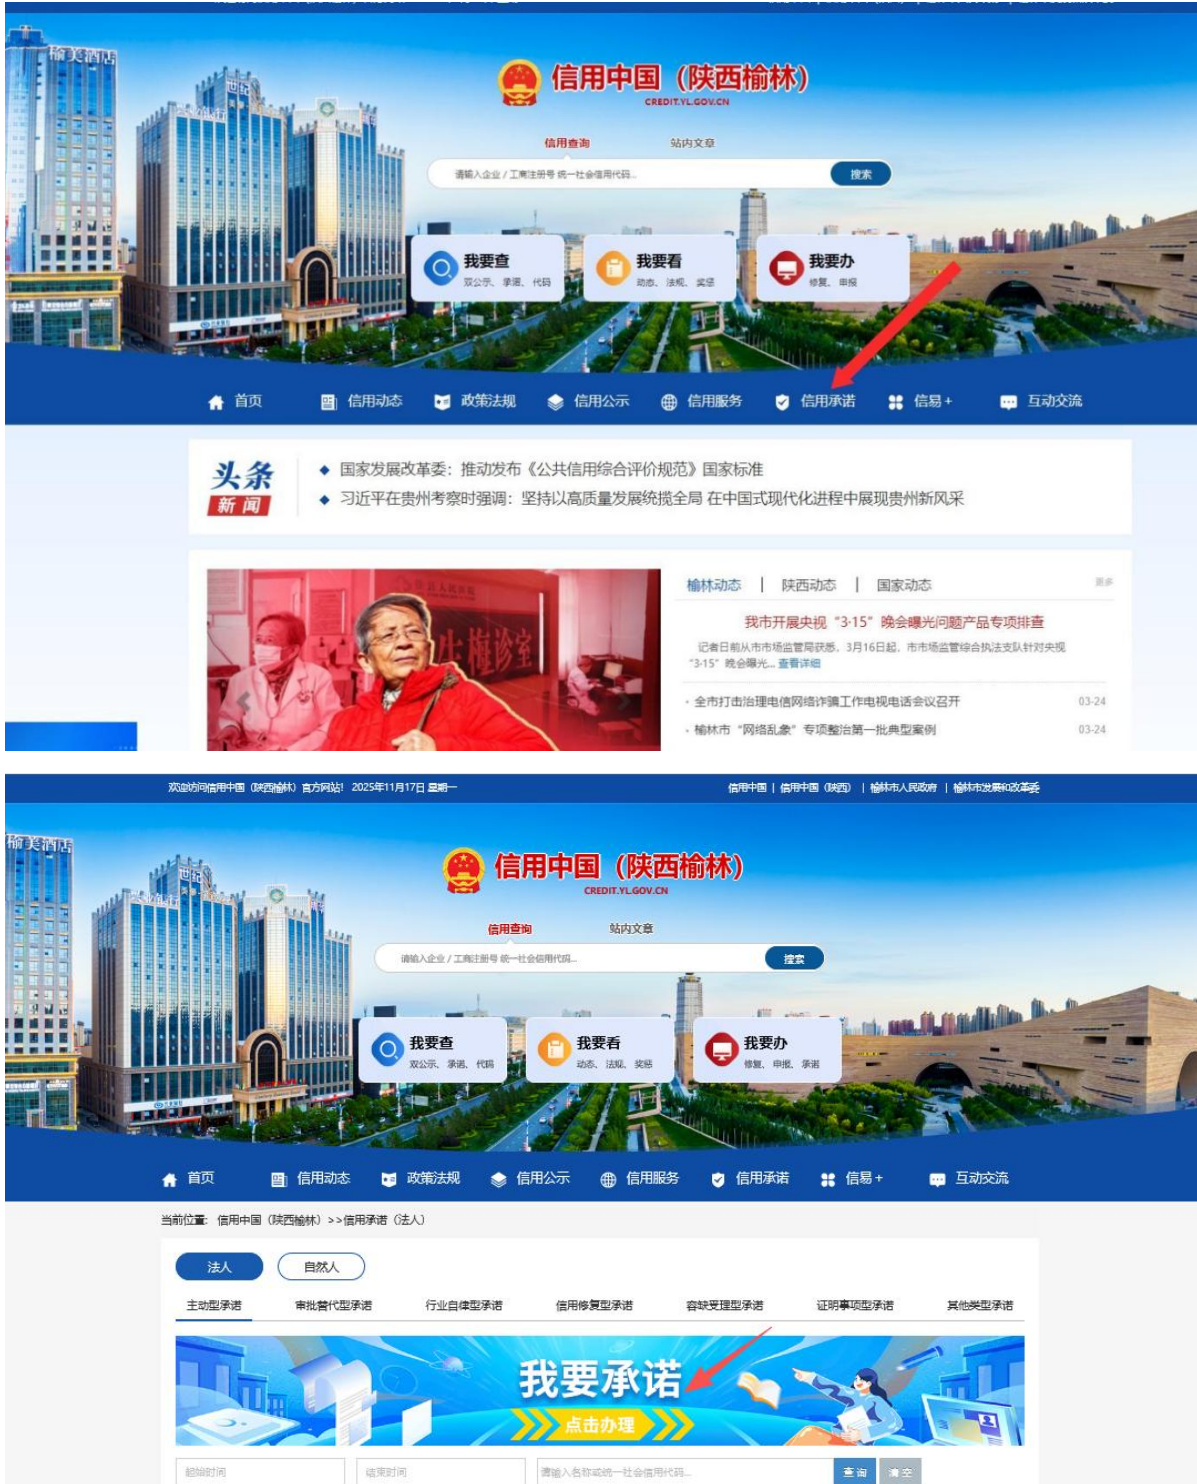 榆美酒店
世纪
信用中国（陕西榆林）
CREDIT.YL.GOV.CN
信用查询 站内文章
请输入企业 / 工商注册号 统一社会信用代码... 搜索
我要查 我要看 我要办
双公示、承诺、代码 动态、法规、奖惩 修复、申报
首页 信用动态 政策法规 信用公示 信用服务 信用承诺 信易+ 互动交流
头条
新闻
国家发展改革委：推动发布《公共信用综合评价规范》国家标准
习近平在贵州考察时强调：坚持以高质量发展统揽全局 在中国式现代化进程中展现贵州新风采
榆林动态 | 陕西动态 | 国家动态 更多
我市开展央视“3·15”晚会曝光问题产品专项排查
记者日前从市市场监管局获悉，3月16日起，市市场监管综合执法支队针对央视
“3·15”晚会曝光... 查看详细
· 全市打击治理电信网络诈骗工作电视电话会议召开 03-24
· 榆林市“网络乱象”专项整治第一批典型案例 03-24
欢迎访问信用中国（陕西榆林）官方网站！ 2025年11月17日 星期一 信用中国 | 信用中国（陕西） | 榆林市人民政府 | 榆林市发展和改革委
榆美酒店
世纪
信用中国（陕西榆林）
CREDIT.YL.GOV.CN
信用查询 站内文章
请输入企业 / 工商注册号 统一社会信用代码... 搜索
我要查 我要看 我要办
双公示、承诺、代码 动态、法规、奖惩 修复、申报、承诺
首页 信用动态 政策法规 信用公示 信用服务 信用承诺 信易+ 互动交流
当前位置： 信用中国（陕西榆林）>>信用承诺（法人）
法人 自然人
主动型承诺 审批替代型承诺 行业自律型承诺 信用修复型承诺 容缺受理型承诺 证明事项型承诺 其他类型承诺
我要承诺
点击办理
起始时间 结束时间 请输入名称或统一社会信用代码... 查询 清空